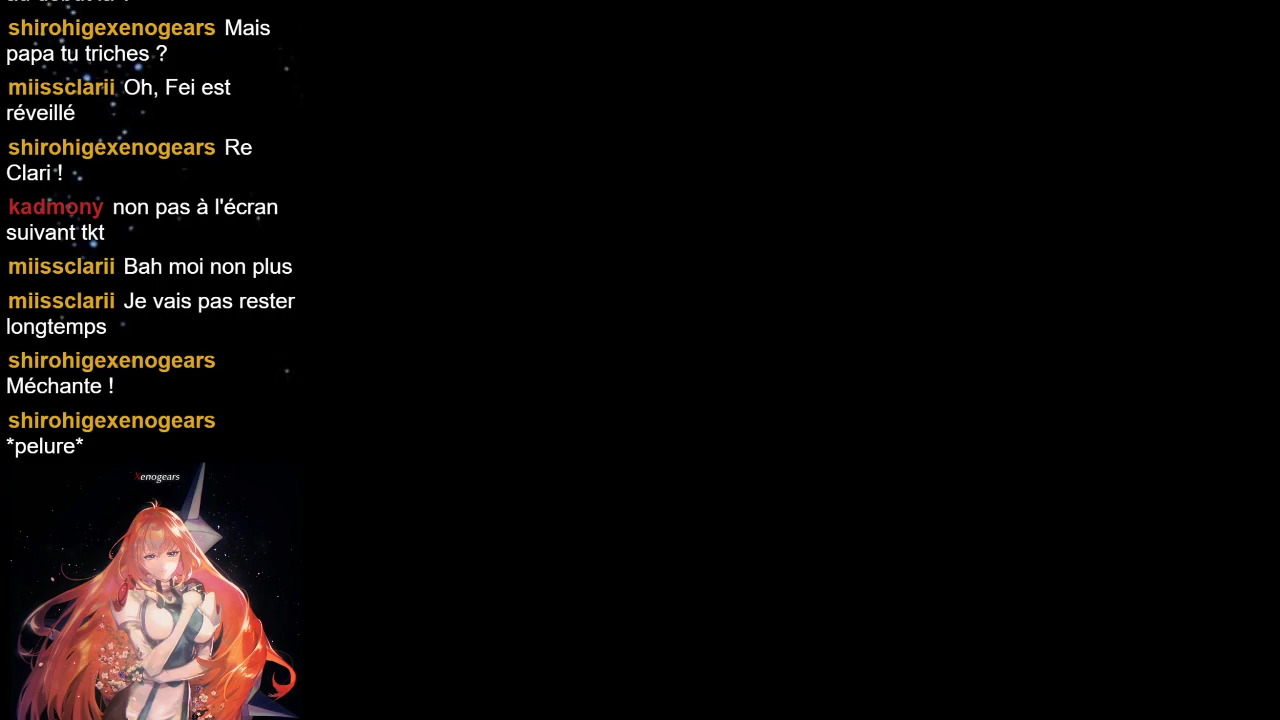 shirohigexenogears Mais
papa tu triches ?
miissclarii Oh, Fei est
réveillé
shirohigexenogears Re
Clari !
kadmony non pas à l'écran
suivant tkt
miissclarii Bah moi non plus
miissclarii Je vais pas rester
longtemps
shirohigexenogears
Méchante !
shirohigexenogears
*pelure*
Xenogears